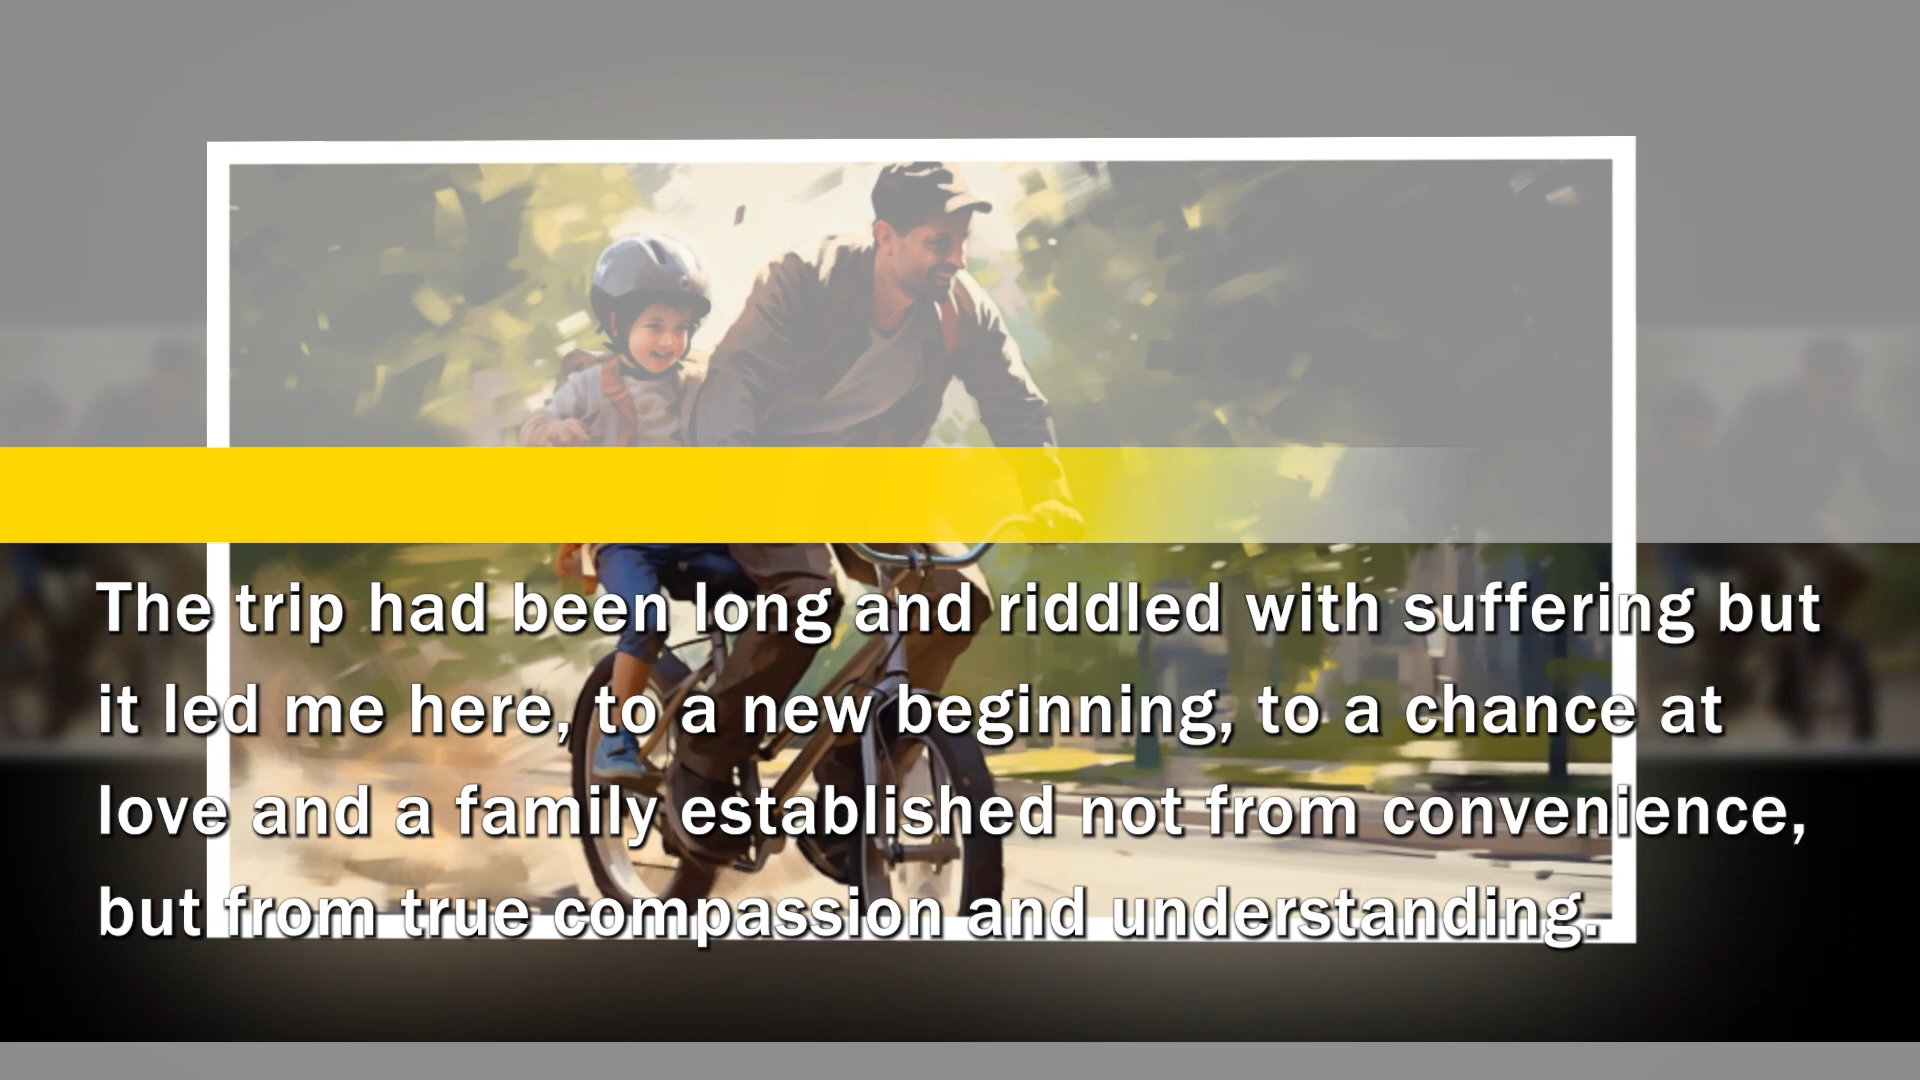 The trip had been long and riddled with suffering but
it led me here, to a new beginning, to a chance at
love and a family established not from convenience,
but from true compassion and understanding.